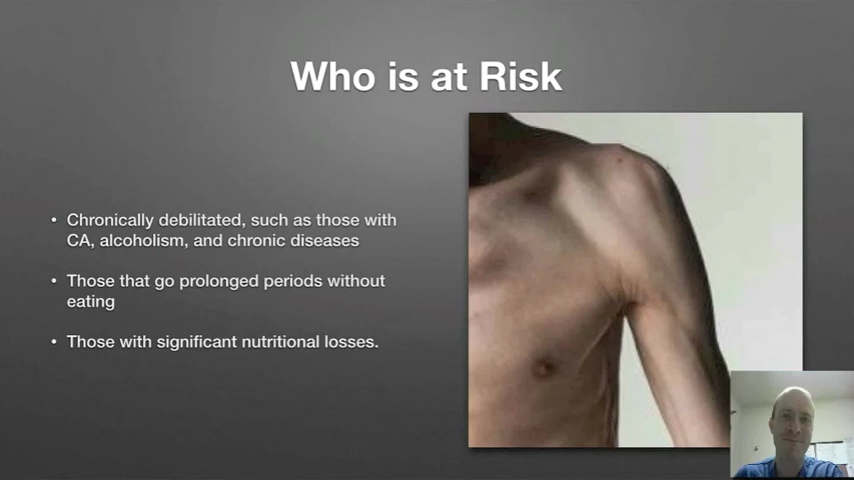 Who is at Risk
• Chronically debilitated, such as those with
CA, alcoholism, and chronic diseases
• Those that go prolonged periods without
eating
• Those with significant nutritional losses.